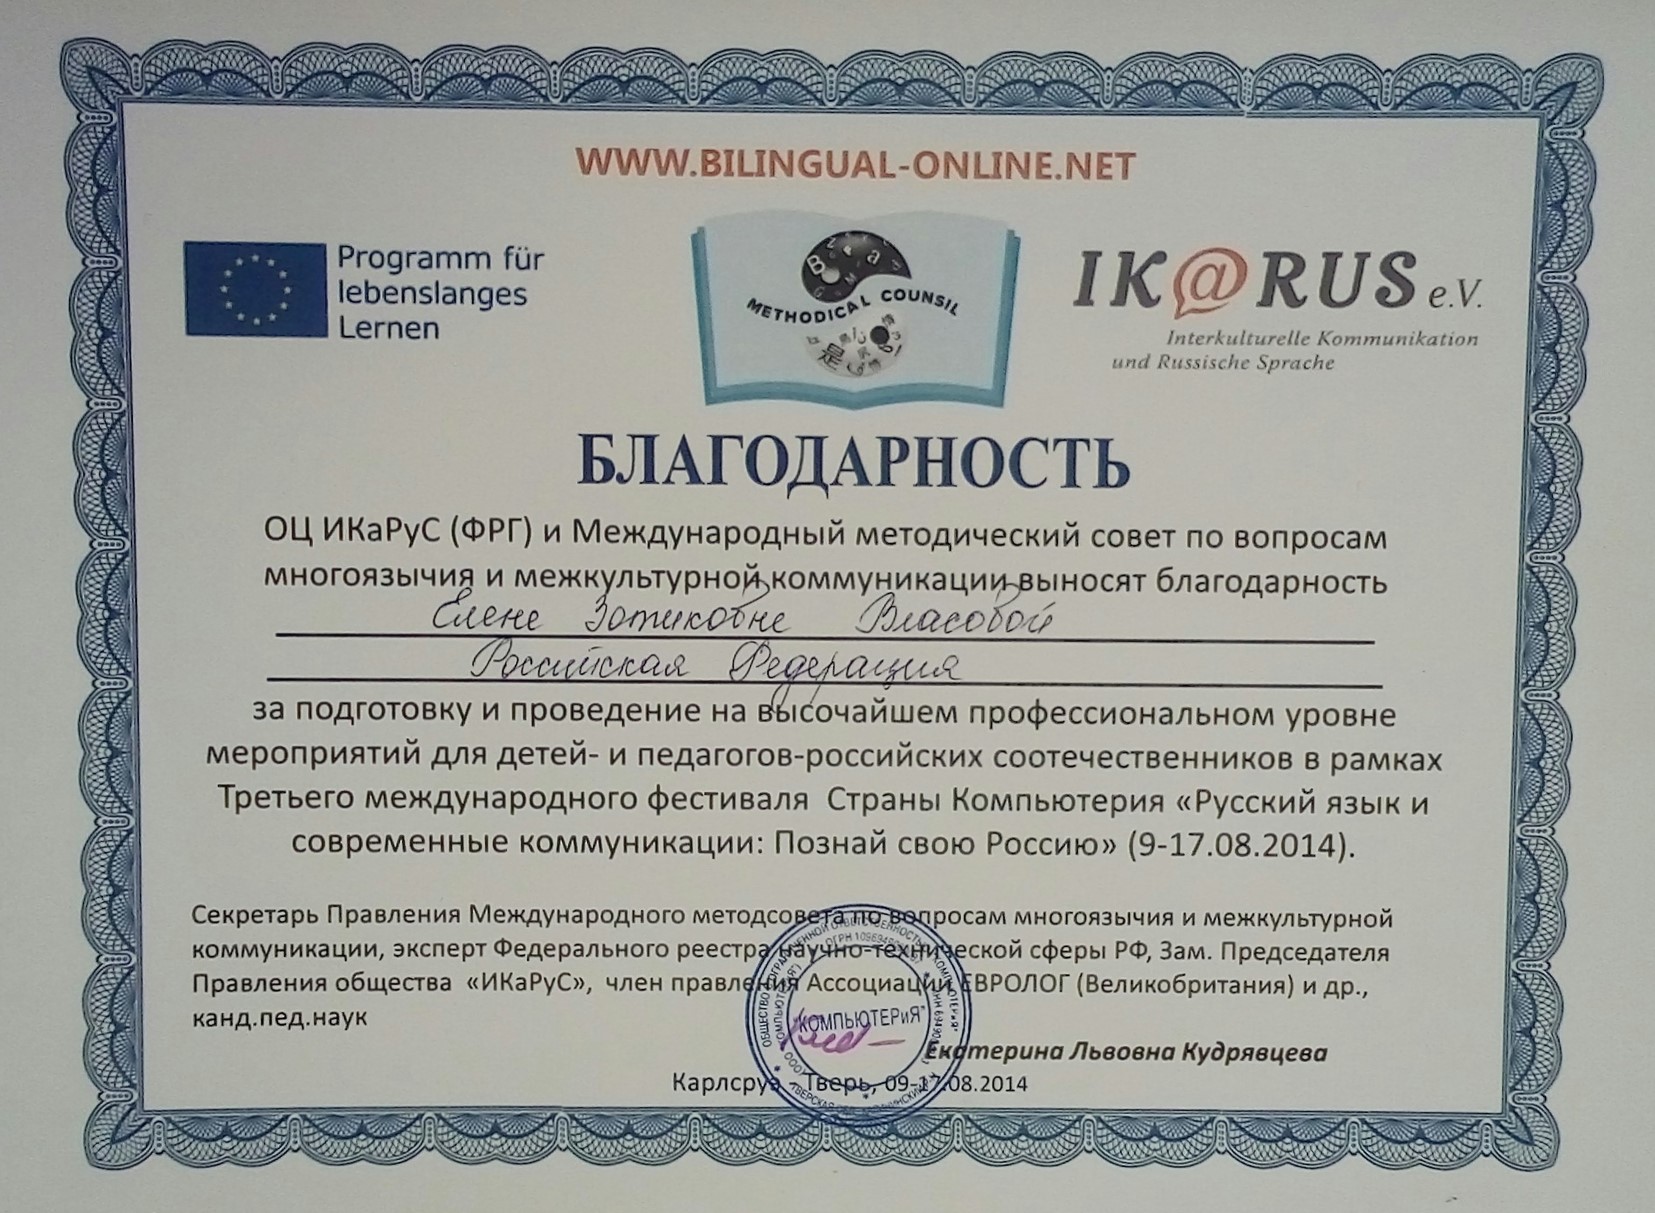 WWW.BILINGUAL-ONLINE.NET
Programm für
lebenslanges
Lernen
METHODICAL COUNSIL
IK@RUS e.V.
Interkulturelle Kommunikation
und Russische Sprache
БЛАГОДАРНОСТЬ
ОЦ ИКаРуС (ФРГ) и Международный методический совет по вопросам
многоязычия и межкультурной коммуникации выносят благодарность
Елене Зотиковне Власовой
Российская Федерация
за подготовку и проведение на высочайшем профессиональном уровне
мероприятий для детей- и педагогов-российских соотечественников в рамках
Третьего международного фестиваля Страны Компьютерия «Русский язык и
современные коммуникации: Познай свою Россию» (9-17.08.2014).
Секретарь Правления Международного методсовета по вопросам многоязычия и межкультурной
коммуникации, эксперт Федерального реестра научно-технической сферы РФ, Зам. Председателя
Правления общества «ИКаРуС», член правления Ассоциации ЕВРОЛОГ (Великобритания) и др.,
канд.пед.наук
"КОМПЬЮТЕРиЯ"
Екатерина Львовна Кудрявцева
Карлсруэ - Тверь, 09-17.08.2014